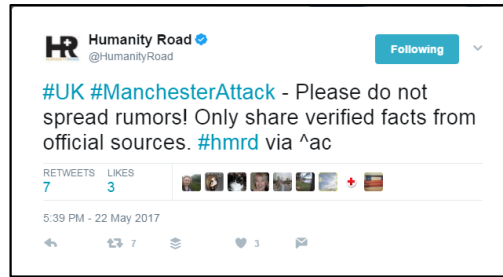 HR Humanity Road
@HumanityRoad
Following
#UK #ManchesterAttack - Please do not
spread rumors! Only share verified facts from
official sources. #hmrd via ^ac
RETWEETS LIKES
7 3
5:39 PM - 22 May 2017
7 3